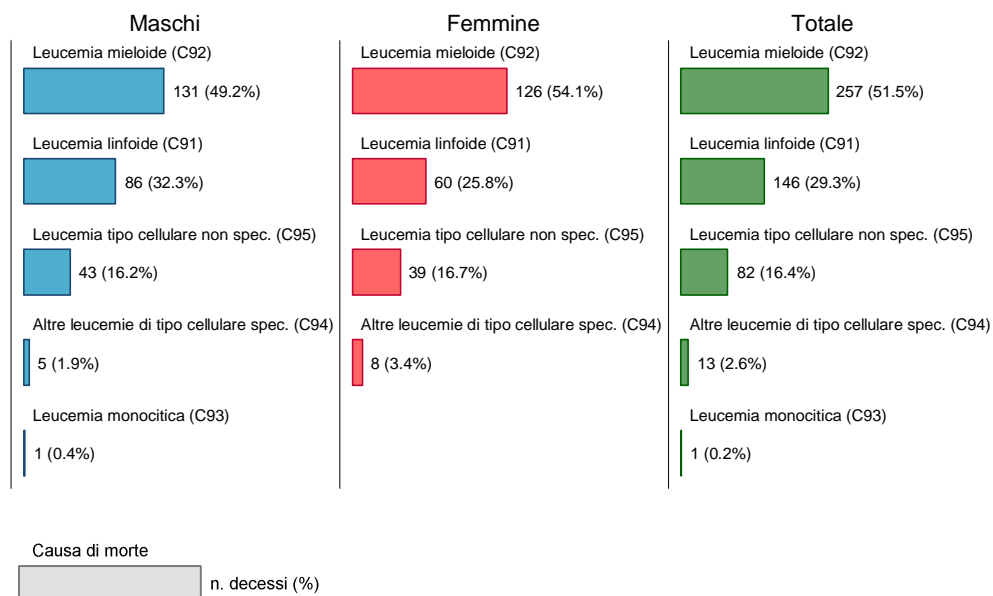 Maschi
Leucemia mieloide (C92)
131 (49.2%)
Leucemia linfoide (C91)
86 (32.3%)
Leucemia tipo cellulare non spec. (C95)
43 (16.2%)
Altre leucemie di tipo cellulare spec. (C94)
5 (1.9%)
Leucemia monocitica (C93)
1 (0.4%)
Femmine
Leucemia mieloide (C92)
126 (54.1%)
Leucemia linfoide (C91)
60 (25.8%)
Leucemia tipo cellulare non spec. (C95)
39 (16.7%)
Altre leucemie di tipo cellulare spec. (C94)
8 (3.4%)
Totale
Leucemia mieloide (C92)
257 (51.5%)
Leucemia linfoide (C91)
146 (29.3%)
Leucemia tipo cellulare non spec. (C95)
82 (16.4%)
Altre leucemie di tipo cellulare spec. (C94)
13 (2.6%)
Leucemia monocitica (C93)
1 (0.2%)
Causa di morte
n. decessi (%)